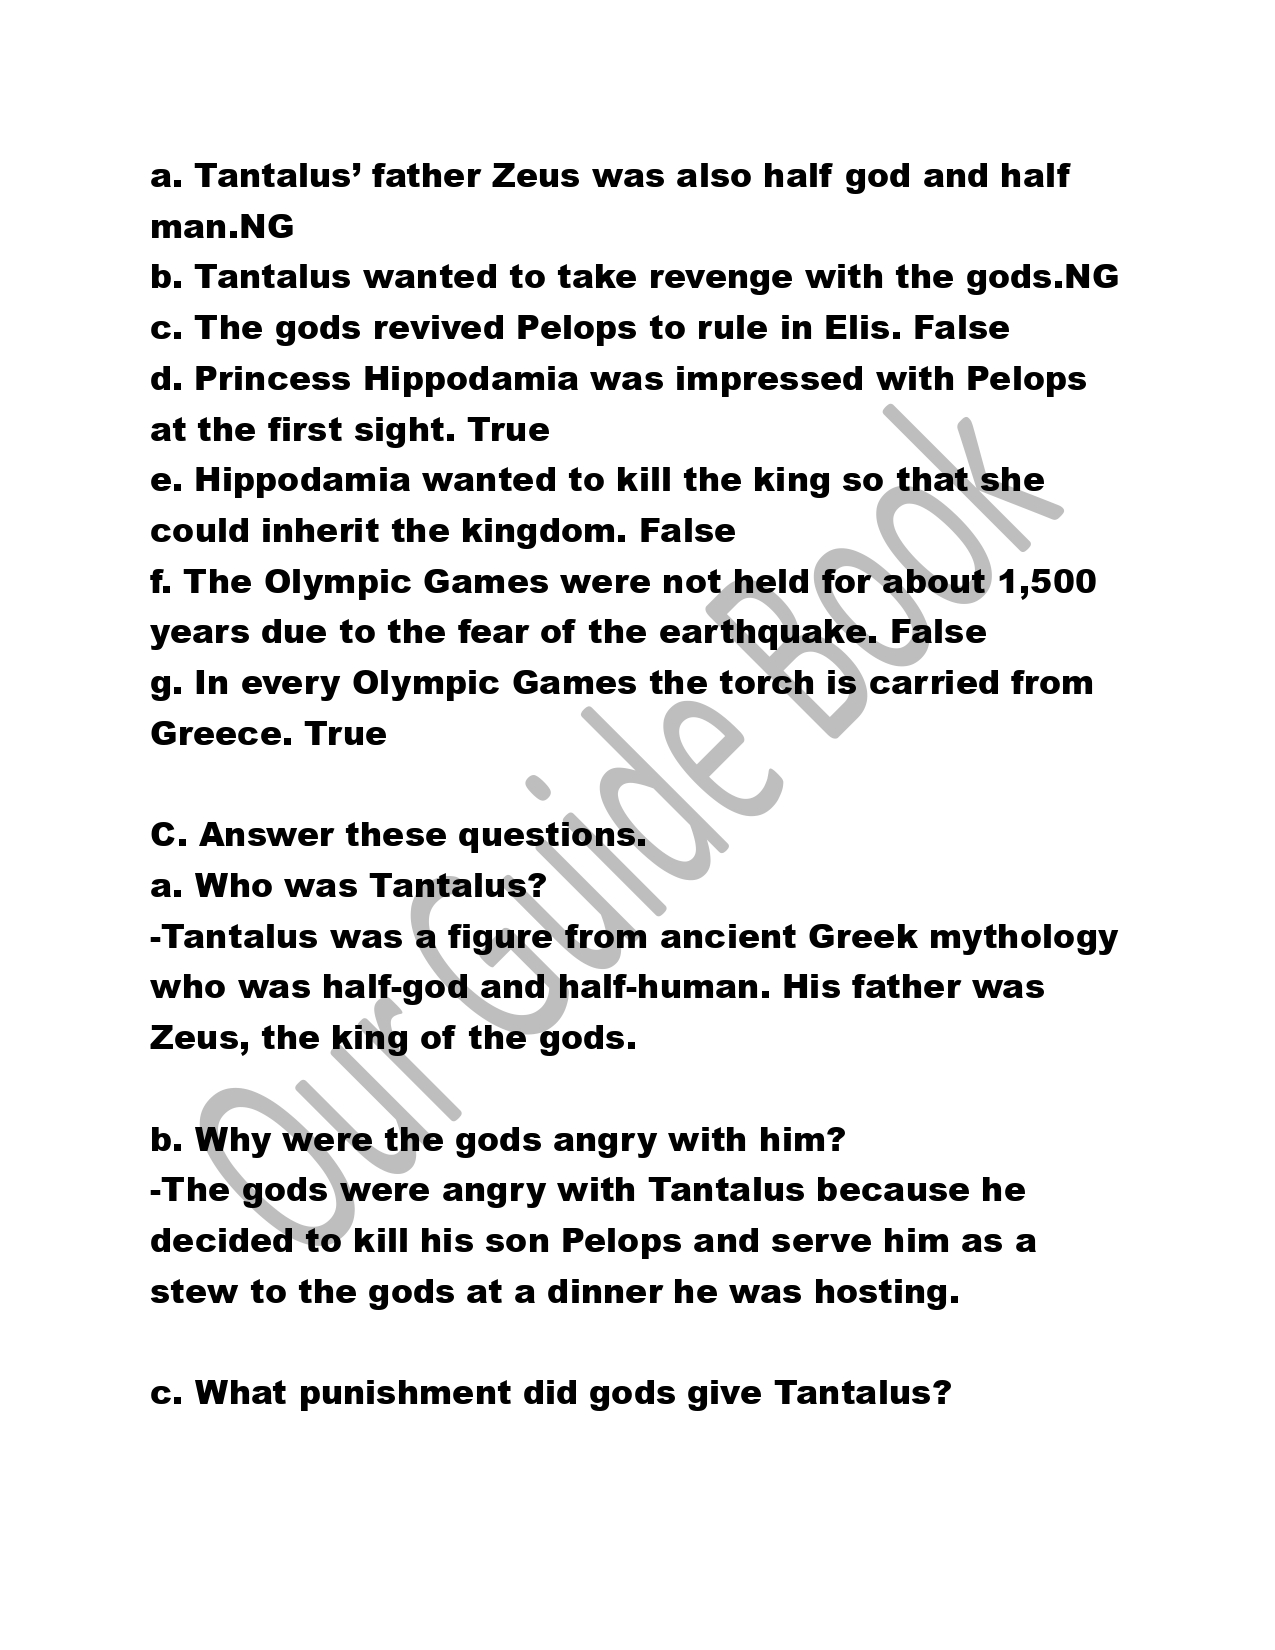 a. Tantalus’ father Zeus was also half god and half
man.NG
b. Tantalus wanted to take revenge with the gods.NG
c. The gods revived Pelops to rule in Elis. False
d. Princess Hippodamia was impressed with Pelops
at the first sight. True
e. Hippodamia wanted to kill the king so that she
could inherit the kingdom. False
f. The Olympic Games were not held for about 1,500
years due to the fear of the earthquake. False
g. In every Olympic Games the torch is carried from
Greece. True
C. Answer these questions.
a. Who was Tantalus?
-Tantalus was a figure from ancient Greek mythology
who was half-god and half-human. His father was
Zeus, the king of the gods.
b. Why were the gods angry with him?
-The gods were angry with Tantalus because he
decided to kill his son Pelops and serve him as a
stew to the gods at a dinner he was hosting.
c. What punishment did gods give Tantalus?
Our Guide Book